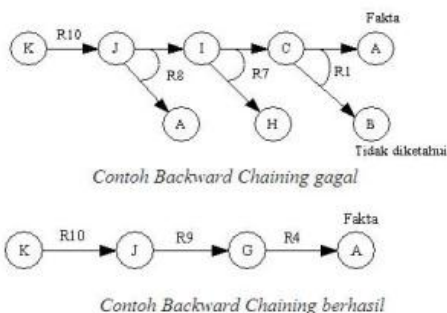 Fakta
K R10 J I C A
R8 R7 R1
A H B
Tidak diketahui
Contoh Backward Chaining gagal
Fakta
K R10 J R9 G R4 A
Contoh Backward Chaining berhasil